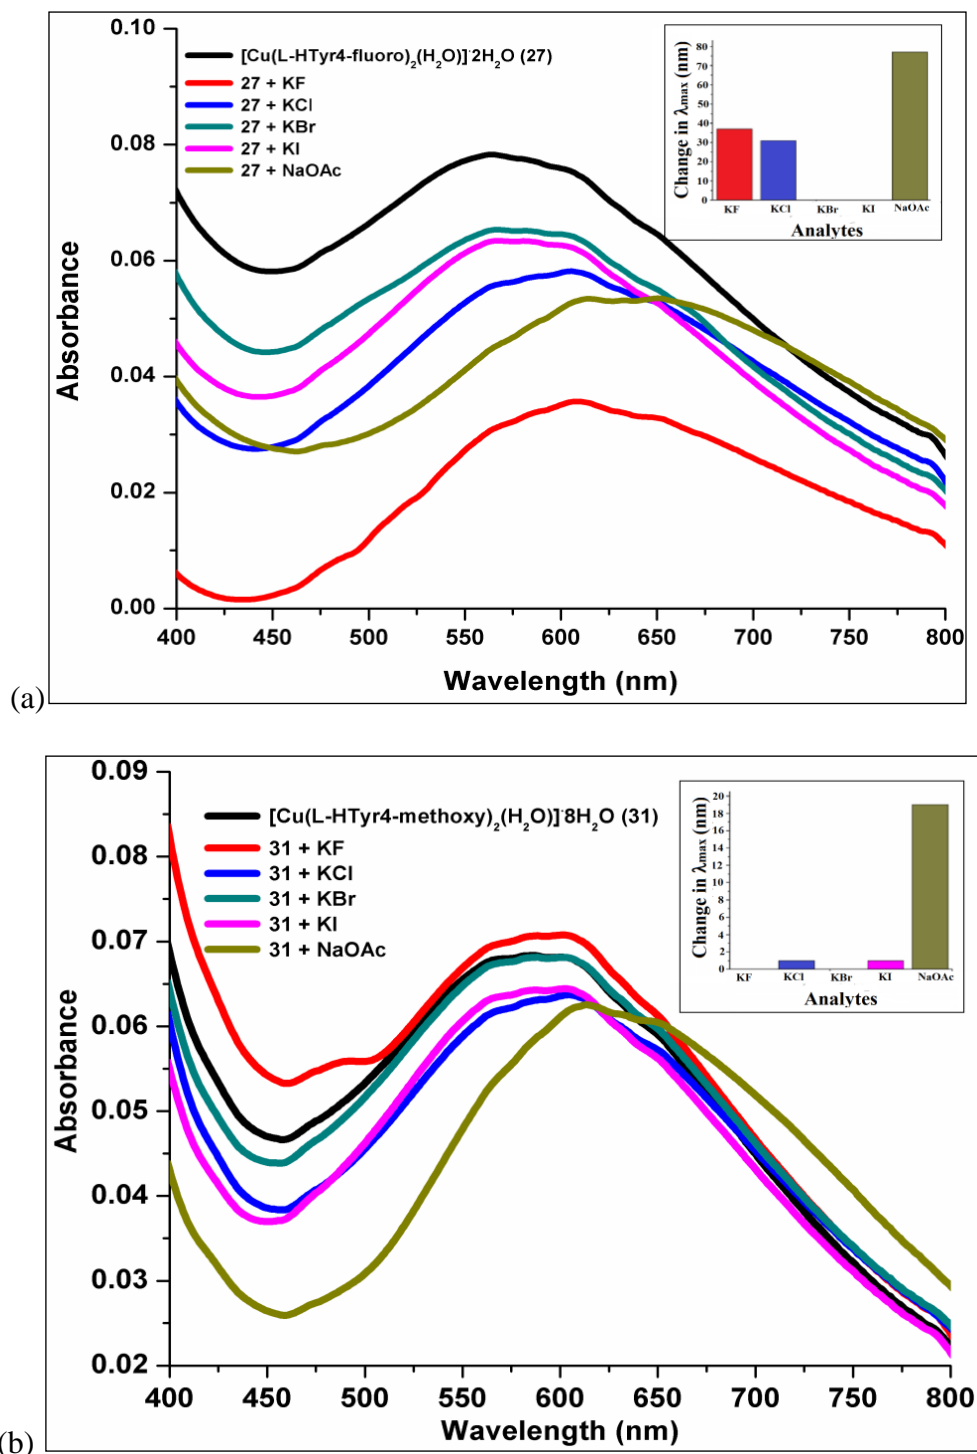 0.10
0.08
0.06
0.04
0.02
0.00
Absorbance
[Cu(L-HTyr4-fluoro)₂(H₂O)]·2H₂O (27)
27 + KF
27 + KCl
27 + KBr
27 + KI
27 + NaOAc
80
70
60
50
40
30
20
10
0
Change in λmax (nm)
KF KCl KBr KI NaOAc
Analytes
400 450 500 550 600 650 700 750 800
Wavelength (nm)
(a)
0.09
0.08
0.07
0.06
0.05
0.04
0.03
0.02
Absorbance
[Cu(L-HTyr4-methoxy)₂(H₂O)]·8H₂O (31)
31 + KF
31 + KCl
31 + KBr
31 + KI
31 + NaOAc
20
18
16
14
12
10
8
6
4
2
0
Change in λmax (nm)
KF KCl KBr KI NaOAc
Analytes
400 450 500 550 600 650 700 750 800
Wavelength (nm)
(b)